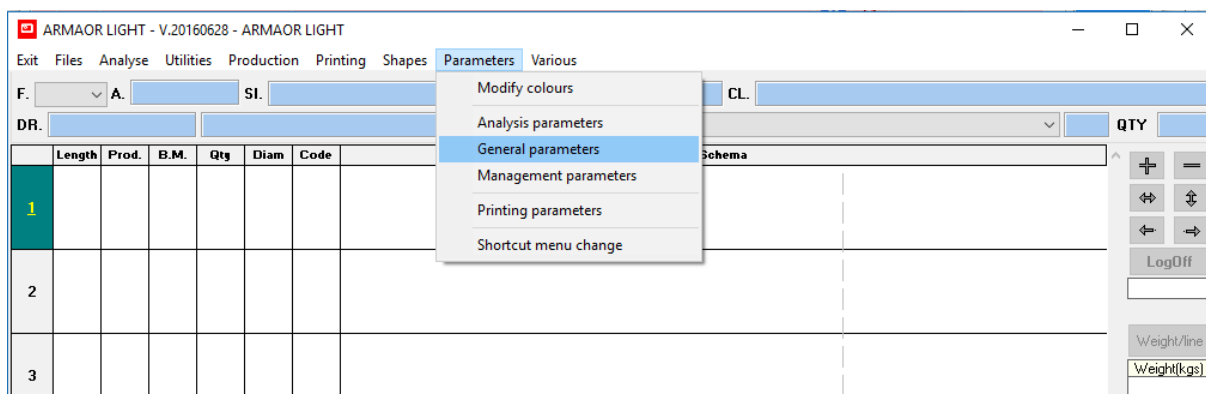 ARMAOR LIGHT - V.20160628 - ARMAOR LIGHT
Exit Files Analyse Utilities Production Printing Shapes Parameters Various
F. A. SI. CL.
DR. QTY
Modify colours
Analysis parameters
General parameters
Management parameters
Printing parameters
Shortcut menu change
Length Prod. B.M. Qty Diam Code Schema
1
2
3
LogOff
Weight/line
Weight(kgs)